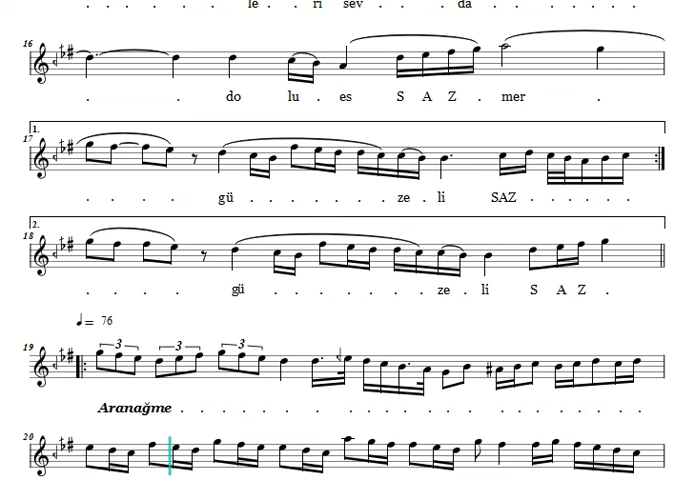 . . . . . . . le . ri sev . . . da . . . . . . .
16
. . do lu . es S A Z . mer .
1.
17
. . . . gü . . . . . . ze . li SAZ . . . . . .
2.
18
. . . . gü . . . . . . . ze . li S A Z .
= 76
19 3 3 3
Aranağme . . . . . . . . . . . . . . . . . . . . . .
20